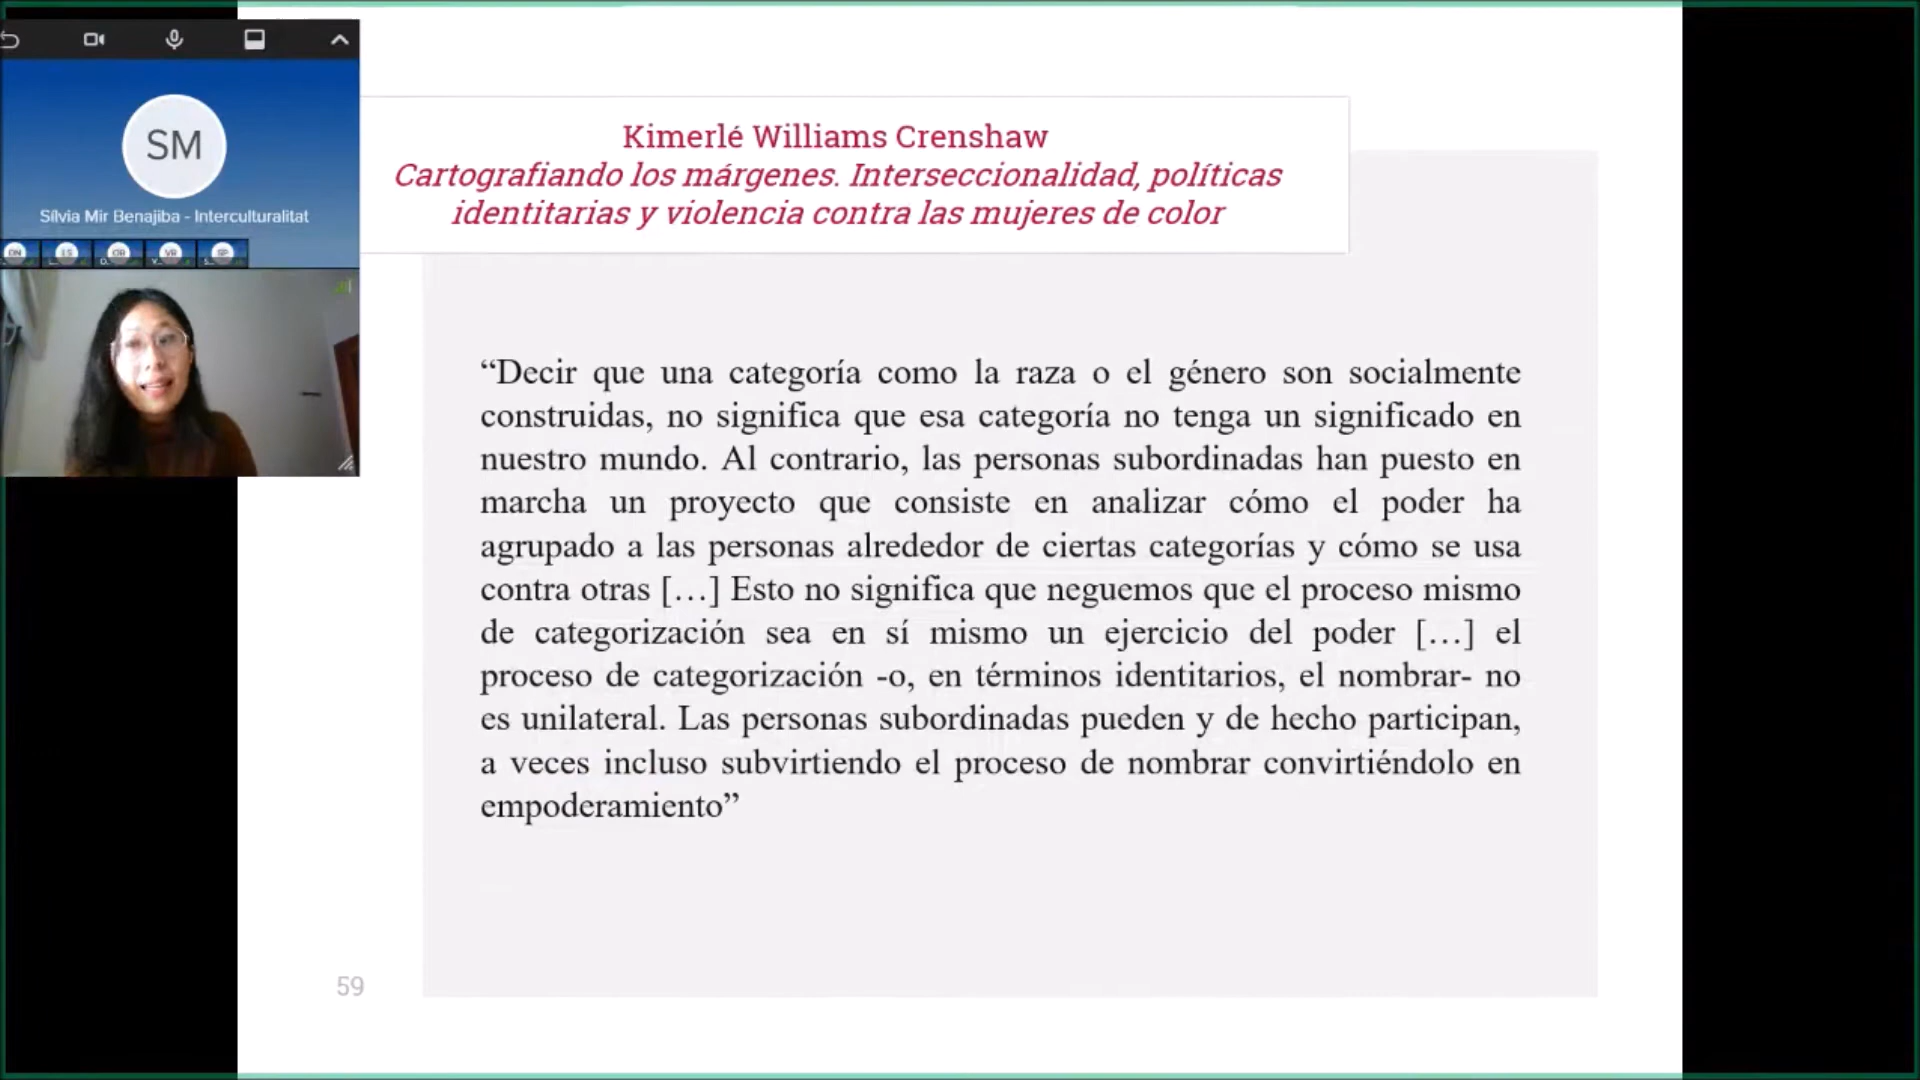 SM
Sílvia Mir Benajiba - Interculturalitat
DN
LS
OR
VR
SP
Kimerlé Williams Crenshaw
Cartografiando los márgenes. Interseccionalidad, políticas
identitarias y violencia contra las mujeres de color
“Decir que una categoría como la raza o el género son socialmente
construidas, no significa que esa categoría no tenga un significado en
nuestro mundo. Al contrario, las personas subordinadas han puesto en
marcha un proyecto que consiste en analizar cómo el poder ha
agrupado a las personas alrededor de ciertas categorías y cómo se usa
contra otras […] Esto no significa que neguemos que el proceso mismo
de categorización sea en sí mismo un ejercicio del poder […] el
proceso de categorización -o, en términos identitarios, el nombrar- no
es unilateral. Las personas subordinadas pueden y de hecho participan,
a veces incluso subvirtiendo el proceso de nombrar convirtiéndolo en
empoderamiento”
59